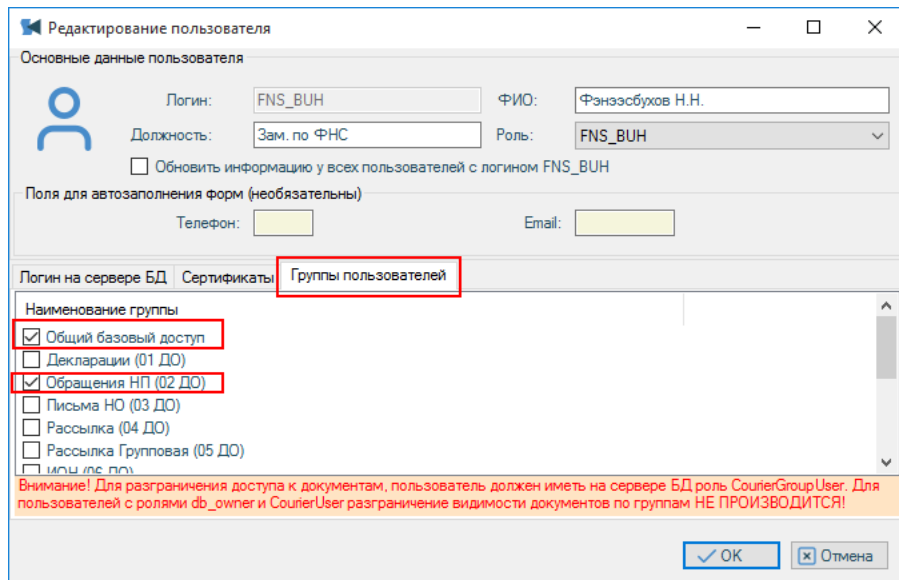 Редактирование пользователя
Основные данные пользователя
Логин: FNS_BUH ФИО: Фэнээсбухов Н.Н.
Должность: Зам. по ФНС Роль: FNS_BUH
Обновить информацию у всех пользователей с логином FNS_BUH
Поля для автозаполнения форм (необязательны)
Телефон: Email:
Логин на сервере БД Сертификаты Группы пользователей
Наименование группы
Общий базовый доступ
Декларации (01 ДО)
Обращения НП (02 ДО)
Письма НО (03 ДО)
Рассылка (04 ДО)
Рассылка Групповая (05 ДО)
ИОН (06 ДО)
Внимание! Для разграничения доступа к документам, пользователь должен иметь на сервере БД роль CourierGroupUser. Для
пользователей с ролями db_owner и CourierUser разграничение видимости документов по группам НЕ ПРОИЗВОДИТСЯ!
OK Отмена